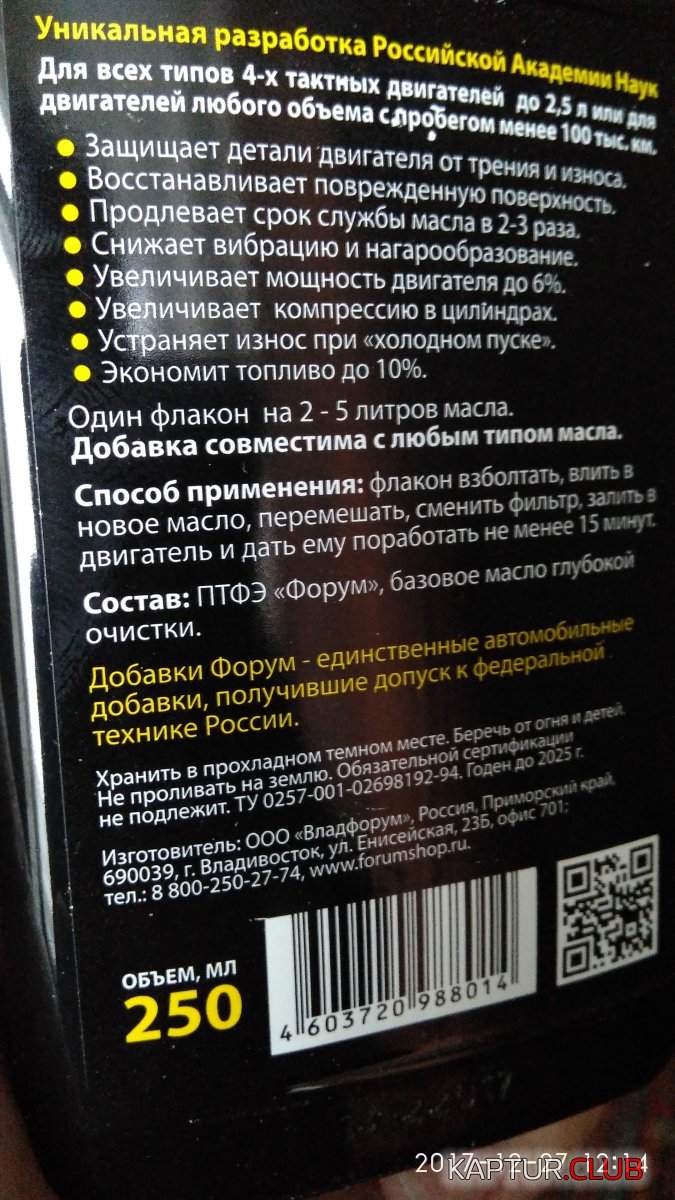 Уникальная разработка Российской Академии Наук
Для всех типов 4-х тактных двигателей до 2,5 л или для
двигателей любого объема с пробегом менее 100 тыс. км.
● Защищает детали двигателя от трения и износа.
● Восстанавливает поврежденную поверхность.
● Продлевает срок службы масла в 2-3 раза.
● Снижает вибрацию и нагарообразование.
● Увеличивает мощность двигателя до 6%.
● Увеличивает компрессию в цилиндрах.
● Устраняет износ при «холодном пуске».
● Экономит топливо до 10%.
Один флакон на 2 - 5 литров масла.
Добавка совместима с любым типом масла.
Способ применения: флакон взболтать, влить в
новое масло, перемешать, сменить фильтр, залить в
двигатель и дать ему поработать не менее 15 минут.
Состав: ПТФЭ «Форум», базовое масло глубокой
очистки.
Добавки Форум - единственные автомобильные
добавки, получившие допуск к федеральной
технике России.
Хранить в прохладном темном месте. Беречь от огня и детей.
Не проливать на землю. Обязательной сертификации
не подлежит. ТУ 0257-001-02698192-94. Годен до 2025 г.
Изготовитель: ООО «Владфорум», Россия, Приморский край,
690039, г. Владивосток, ул. Енисейская, 23Б, офис 701;
тел.: 8 800-250-27-74, www.forumshop.ru.
ОБЪЕМ, МЛ
250
4 603720 988014
2017-12-27 12:14
KAPTUR.CLUB